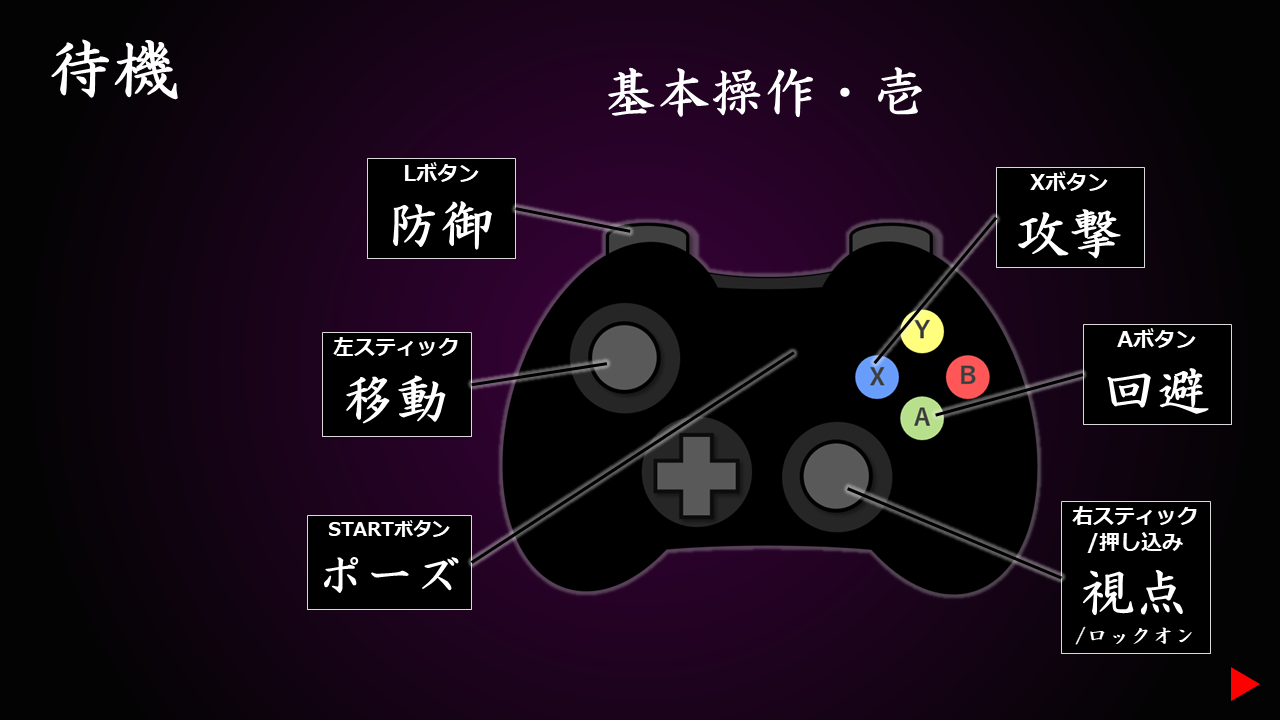 待機
基本操作・壱
Lボタン
防御
Xボタン
攻撃
左スティック
移動
Y
X
B
A
Aボタン
回避
STARTボタン
ポーズ
右スティック
/押し込み
視点
/ロックオン